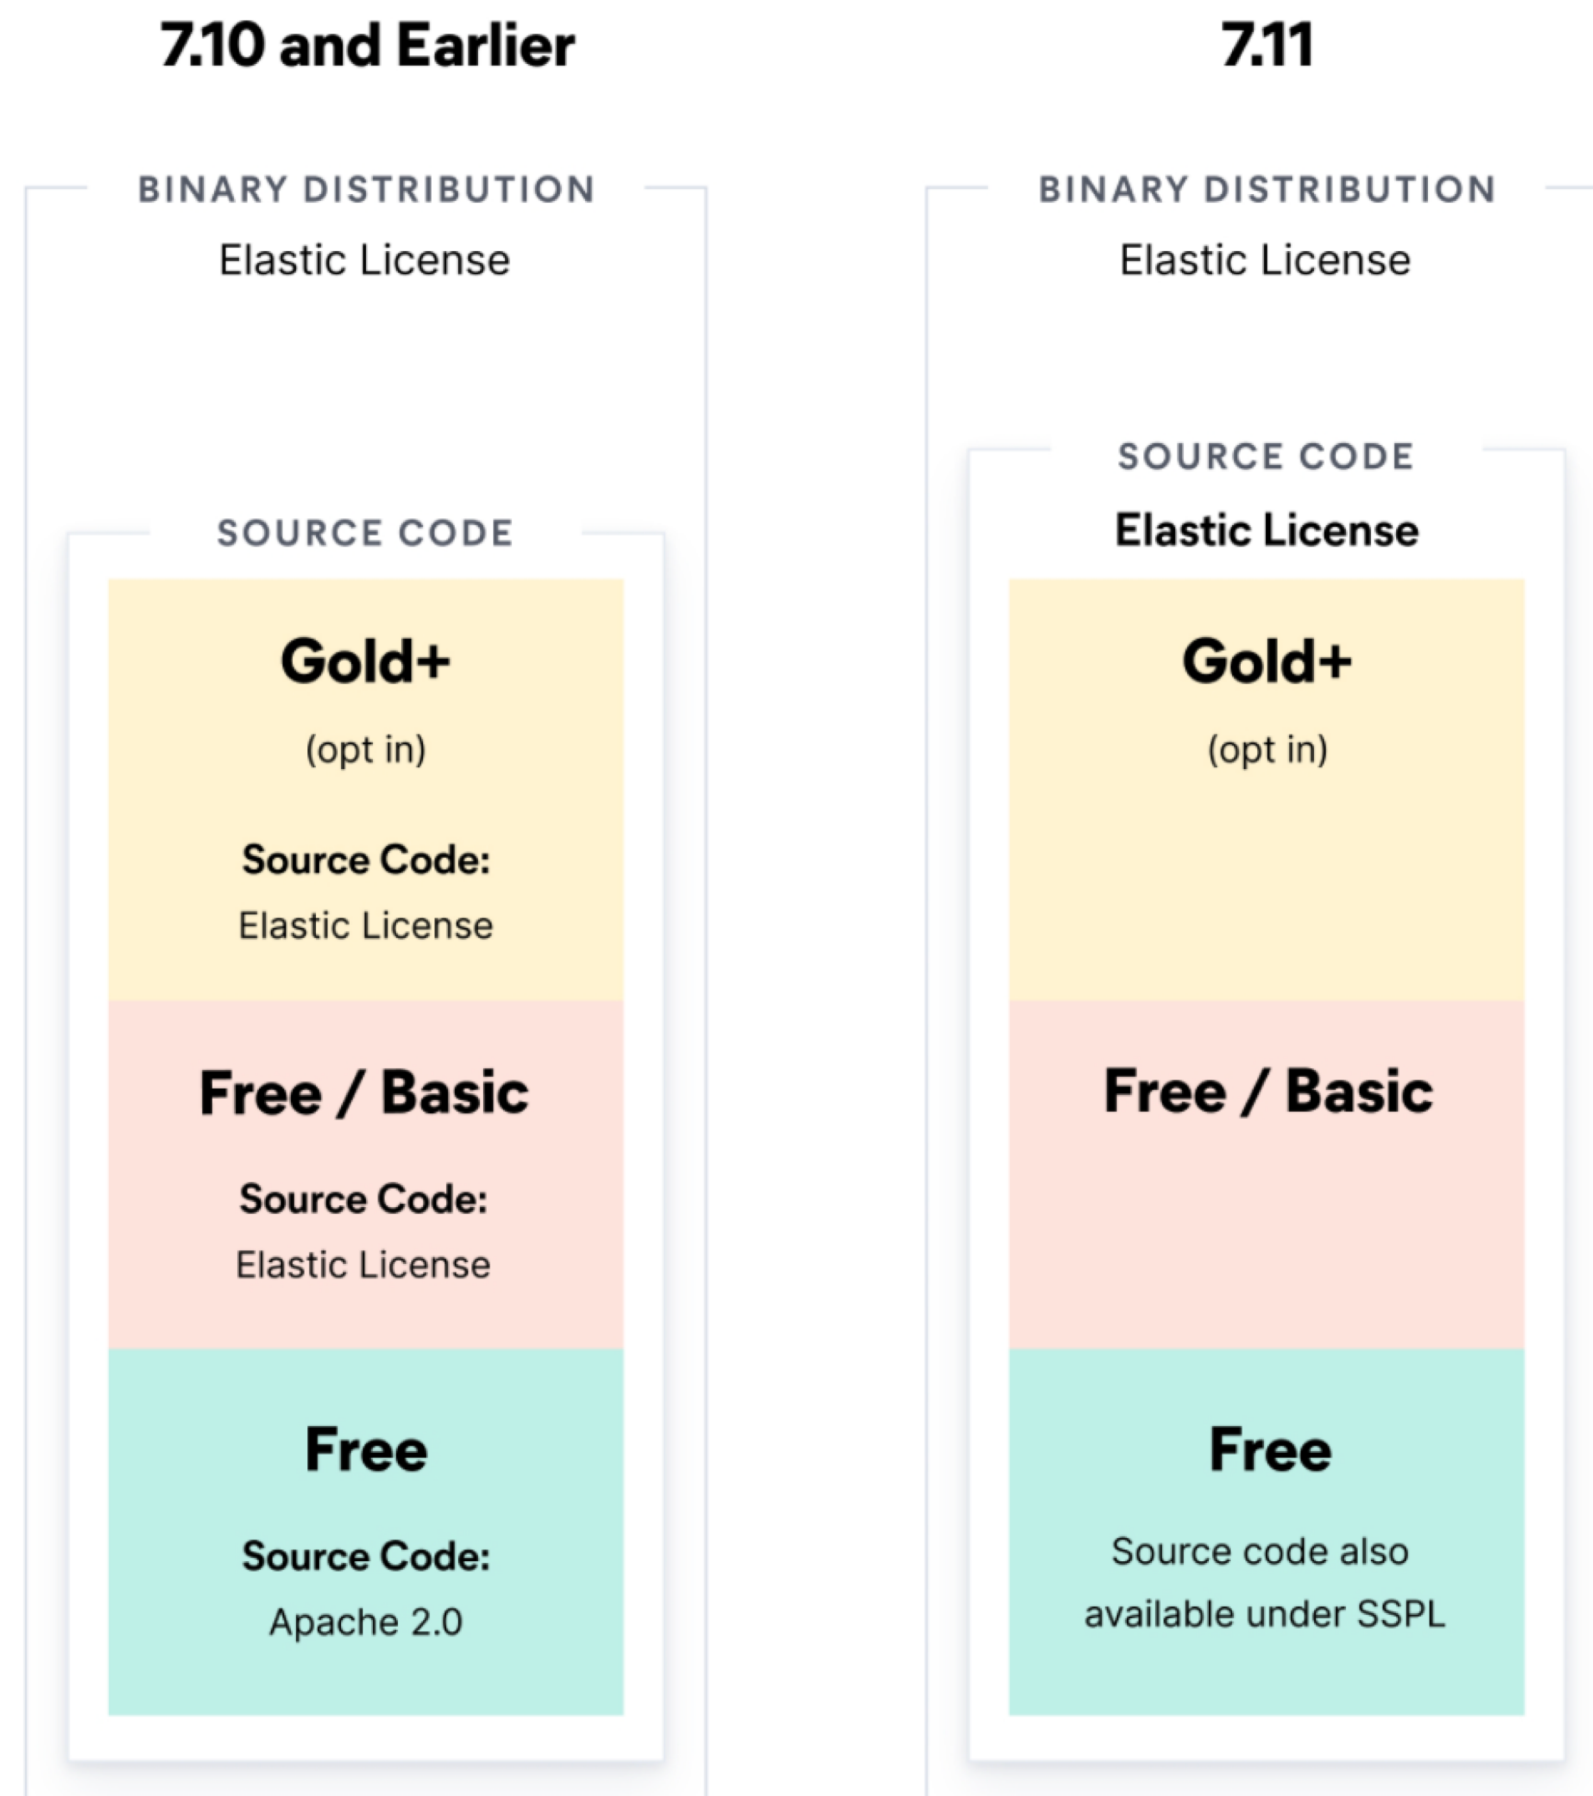 7.10 and Earlier
BINARY DISTRIBUTION
Elastic License
SOURCE CODE
Gold+
(opt in)
Source Code:
Elastic License
Free / Basic
Source Code:
Elastic License
Free
Source Code:
Apache 2.0
7.11
BINARY DISTRIBUTION
Elastic License
SOURCE CODE
Elastic License
Gold+
(opt in)
Free / Basic
Free
Source code also
available under SSPL